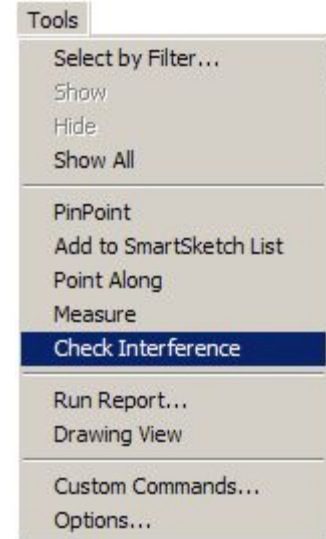 Tools
Select by Filter...
Show
Hide
Show All
PinPoint
Add to SmartSketch List
Point Along
Measure
Check Interference
Run Report...
Drawing View
Custom Commands...
Options...